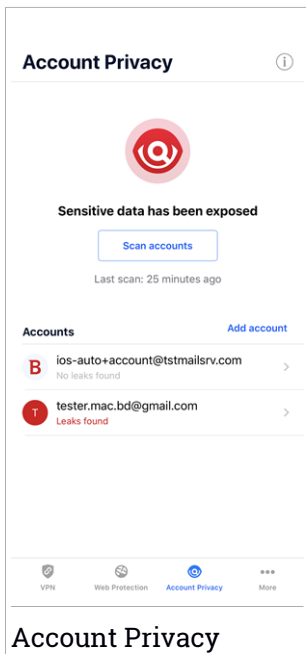 Account Privacy
Sensitive data has been exposed
Scan accounts
Last scan: 25 minutes ago
Accounts
Add account
B
ios-auto+account@tstmailsrv.com
No leaks found
T
tester.mac.bd@gmail.com
Leaks found
VPN
Web Protection
Account Privacy
More
Account Privacy